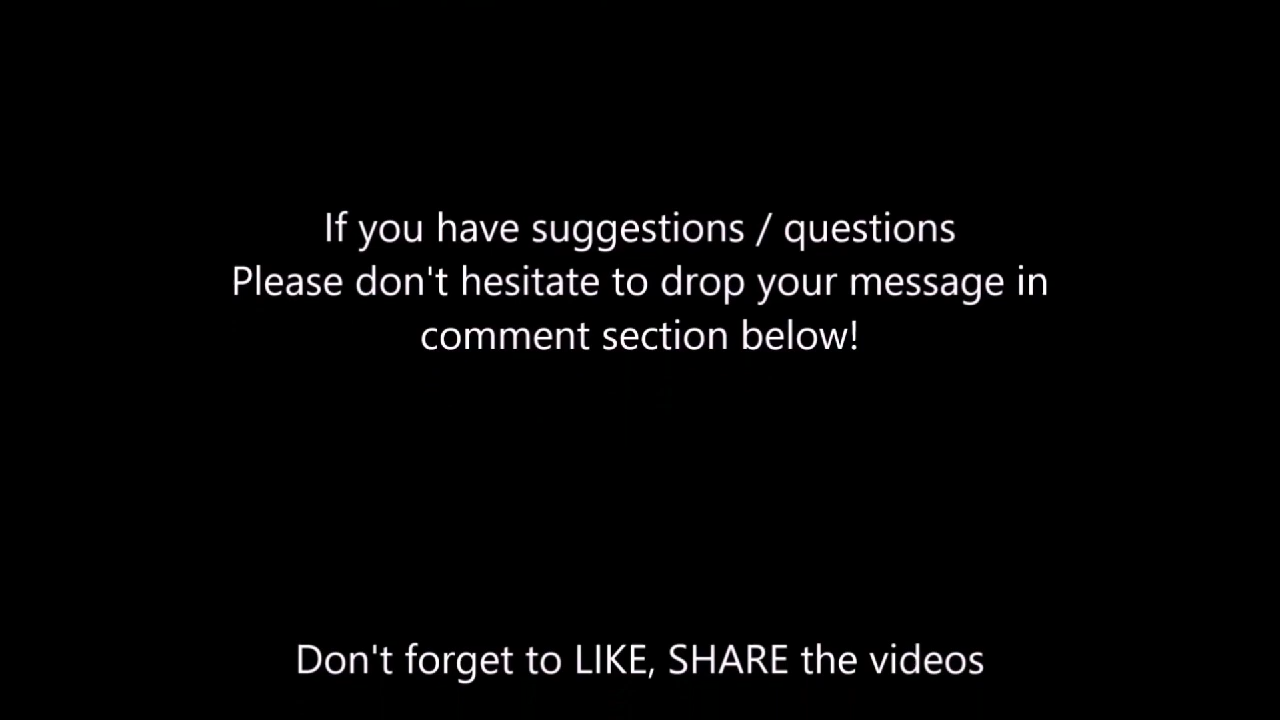 If you have suggestions / questions
Please don't hesitate to drop your message in
comment section below!
Don't forget to LIKE, SHARE the videos